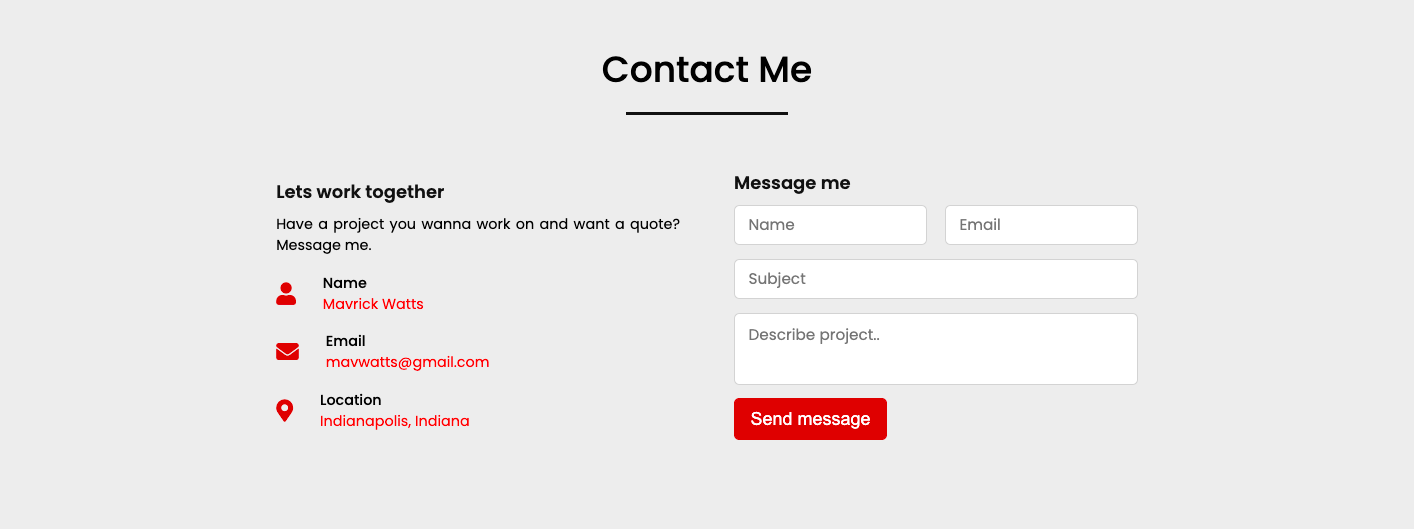 Contact Me
Lets work together
Have a project you wanna work on and want a quote?
Message me.
Name
Mavrick Watts
Email
mavwatts@gmail.com
Location
Indianapolis, Indiana
Message me
Name
Email
Subject
Describe project..
Send message